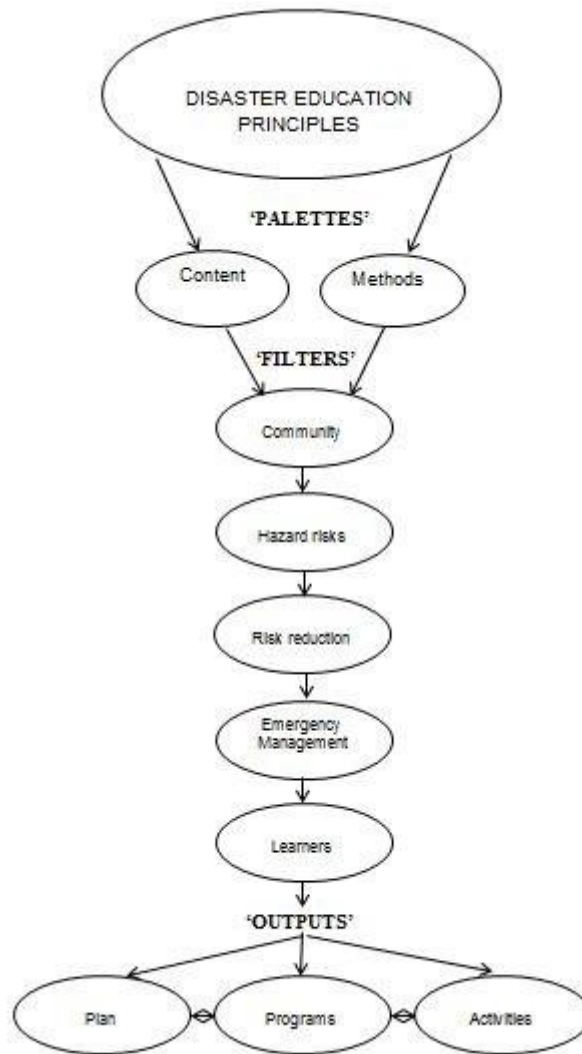 DISASTER EDUCATION
PRINCIPLES
‘PALETTES’
Content
Methods
‘FILTERS’
Community
Hazard risks
Risk reduction
Emergency
Management
Learners
‘OUTPUTS’
Plan
Programs
Activities